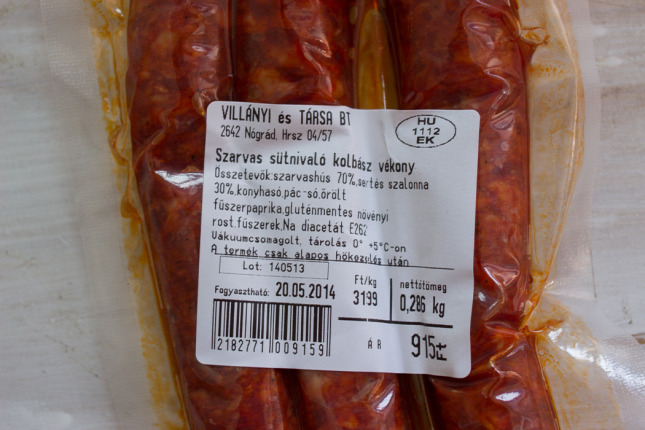 VILLÁNYI és TÁRSA BT
2642 Nógrád, Hrsz 04/57
HU
1112
EK
Szarvas sütnivaló kolbász vékony
Összetevők:szarvashús 70%,sertés szalonna
30%,konyhasó,pác-só,őrölt
fűszerpaprika,gluténmentes növényi
rost,fűszerek,Na diacetát E262
Vákuumcsomagolt, tárolás 0° +5°C-on
A termék csak alapos hőkezelés után
Lot: 140513
Fogyasztható: 20.05.2014
Ft/kg
3199
nettótömeg
0,286 kg
2182771 009159
ÁR
915Ft